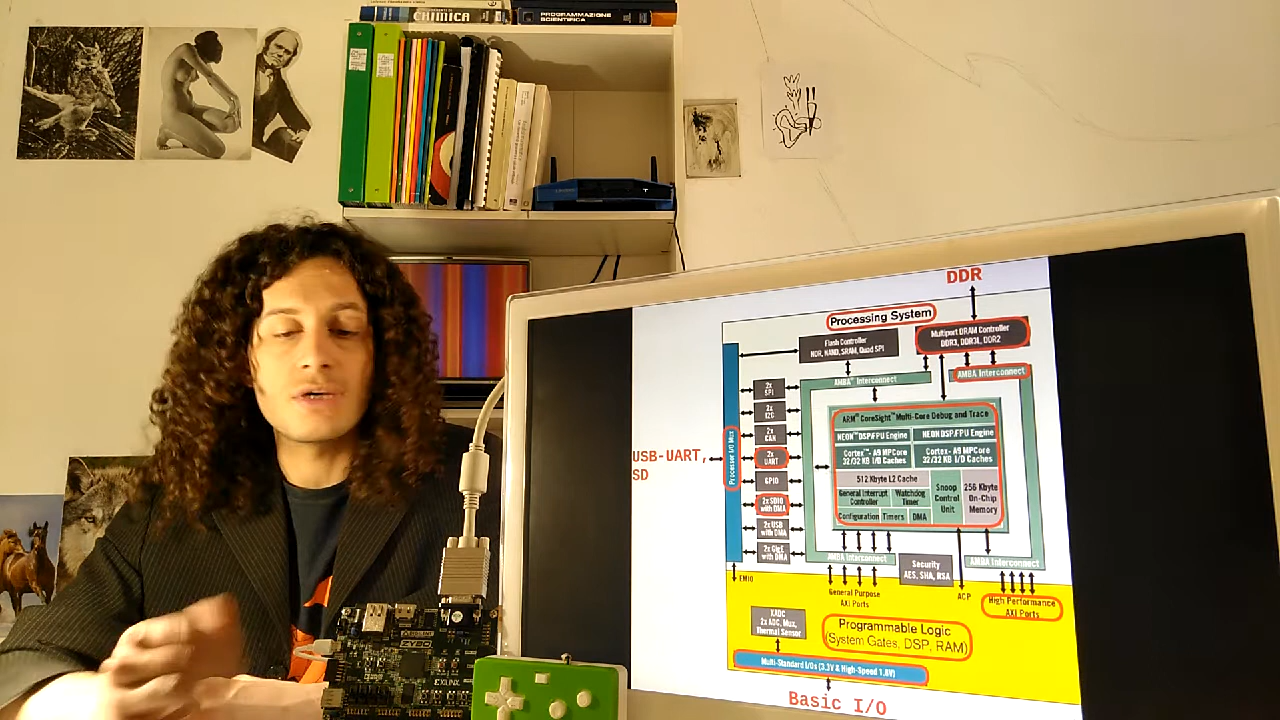 CHIMICA
PROGRAMMAZIONE
SCIENTIFICA
DDR
Processing System
Flash Controller
NOR, NAND, SRAM, Quad SPI
Multiport DRAM Controller
DDR3, DDR3L, DDR2
AMBA® Interconnect
AMBA Interconnect
2x
SPI
2x
I2C
2x
CAN
2x
UART
GPIO
2x SDIO
with DMA
2x USB
with DMA
2x GigE
with DMA
Processor I/O Mux
USB-UART,
SD
ARM™ CoreSight™ Multi-Core Debug and Trace
NEON™ DSP/FPU Engine
NEON DSP/FPU Engine
Cortex™- A9 MPCore
32/32 KB I/D Caches
Cortex- A9 MPCore
32/32 KB I/D Caches
512 Kbyte L2 Cache
General Interrupt
Controller
Watchdog
Timer
Configuration
Timers
DMA
Snoop
Control
Unit
256 Kbyte
On-Chip
Memory
AMBA Interconnect
Security
AES, SHA, RSA
AMBA Interconnect
EMIO
General Purpose
AXI Ports
ACP
High Performance
AXI Ports
XADC
2x ADC, Mux,
Thermal Sensor
Programmable Logic
(System Gates, DSP, RAM)
Multi-Standard I/Os (3.3V & High-Speed 1.8V)
Basic I/O
ZYBO
XILINX